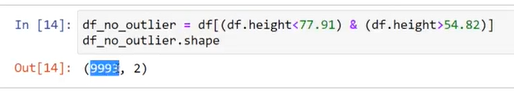 In [14]: df_no_outlier = df[(df.height<77.91) & (df.height>54.82)]
df_no_outlier.shape
Out[14]: (9993, 2)